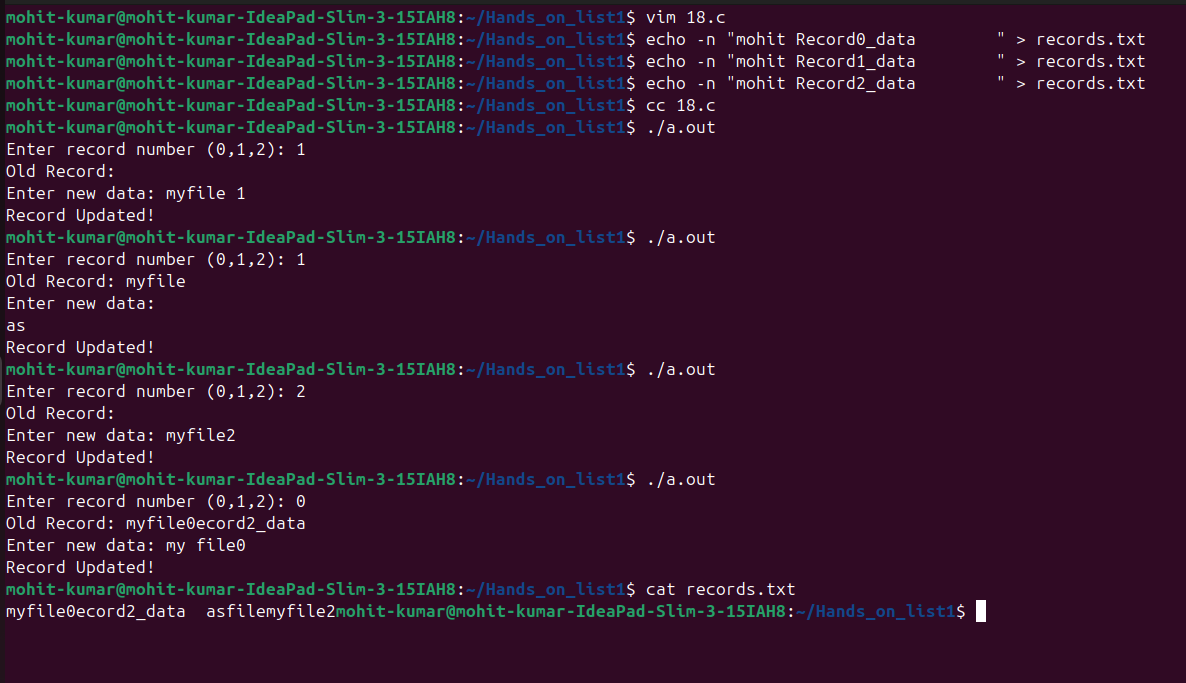 mohit-kumar@mohit-kumar-IdeaPad-Slim-3-15IAH8:~/Hands_on_list1$ vim 18.c
mohit-kumar@mohit-kumar-IdeaPad-Slim-3-15IAH8:~/Hands_on_list1$ echo -n "mohit Record0_data        " > records.txt
mohit-kumar@mohit-kumar-IdeaPad-Slim-3-15IAH8:~/Hands_on_list1$ echo -n "mohit Record1_data        " > records.txt
mohit-kumar@mohit-kumar-IdeaPad-Slim-3-15IAH8:~/Hands_on_list1$ echo -n "mohit Record2_data        " > records.txt
mohit-kumar@mohit-kumar-IdeaPad-Slim-3-15IAH8:~/Hands_on_list1$ cc 18.c
mohit-kumar@mohit-kumar-IdeaPad-Slim-3-15IAH8:~/Hands_on_list1$ ./a.out
Enter record number (0,1,2): 1
Old Record:
Enter new data: myfile 1
Record Updated!
mohit-kumar@mohit-kumar-IdeaPad-Slim-3-15IAH8:~/Hands_on_list1$ ./a.out
Enter record number (0,1,2): 1
Old Record: myfile
Enter new data:
as
Record Updated!
mohit-kumar@mohit-kumar-IdeaPad-Slim-3-15IAH8:~/Hands_on_list1$ ./a.out
Enter record number (0,1,2): 2
Old Record:
Enter new data: myfile2
Record Updated!
mohit-kumar@mohit-kumar-IdeaPad-Slim-3-15IAH8:~/Hands_on_list1$ ./a.out
Enter record number (0,1,2): 0
Old Record: myfile0ecord2_data
Enter new data: my file0
Record Updated!
mohit-kumar@mohit-kumar-IdeaPad-Slim-3-15IAH8:~/Hands_on_list1$ cat records.txt
myfile0ecord2_data  asfilemyfile2mohit-kumar@mohit-kumar-IdeaPad-Slim-3-15IAH8:~/Hands_on_list1$